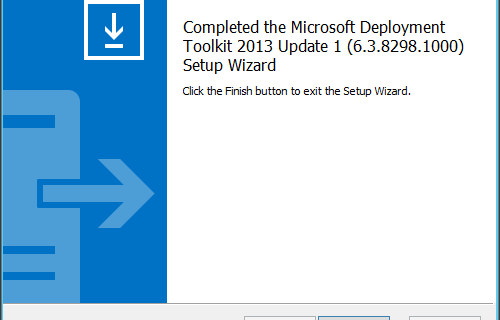 Completed the Microsoft Deployment
Toolkit 2013 Update 1 (6.3.8298.1000)
Setup Wizard
Click the Finish button to exit the Setup Wizard.